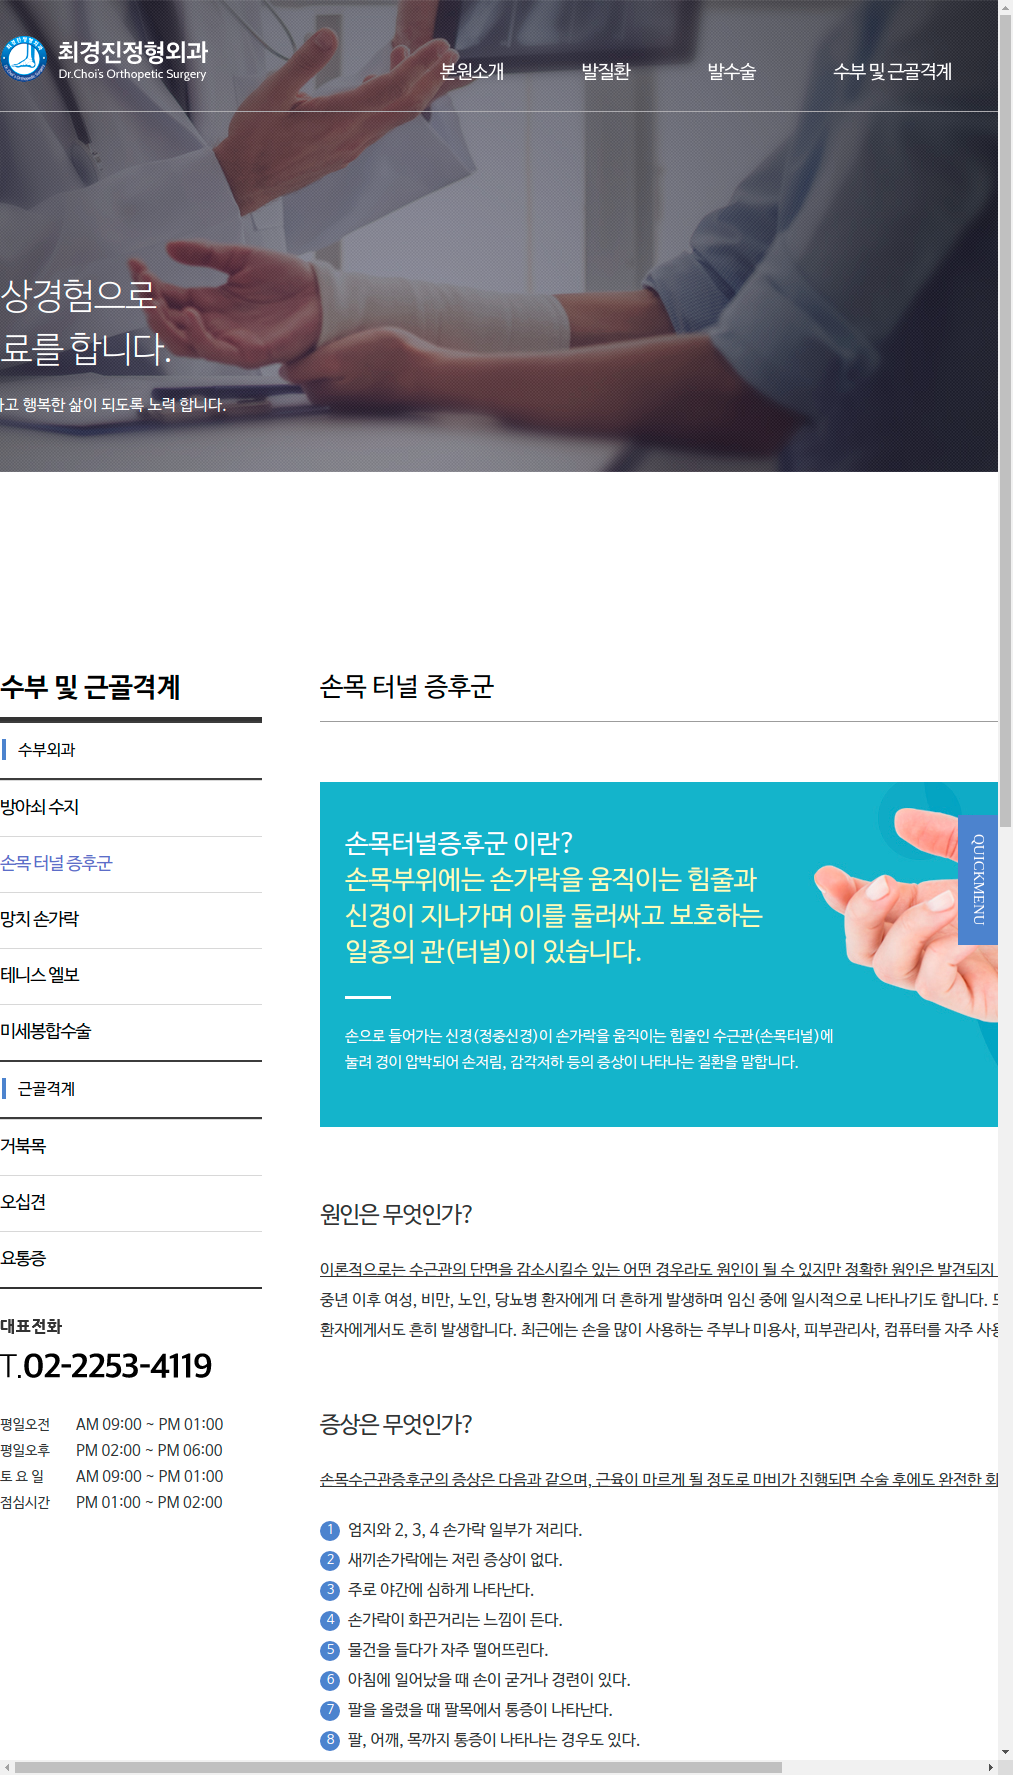 최경진정형외과
Dr.Choi's Orthopetic Surgery
본원소개
발질환
발수술
수부 및 근골격계
상경험으로
료를 합니다.
고 행복한 삶이 되도록 노력 합니다.
수부 및 근골격계
수부외과
방아쇠 수지
손목 터널 증후군
망치 손가락
테니스 엘보
미세봉합수술
근골격계
거북목
오십견
요통증
대표전화
T.02-2253-4119
평일오전 AM 09:00 ~ PM 01:00
평일오후 PM 02:00 ~ PM 06:00
토 요 일 AM 09:00 ~ PM 01:00
점심시간 PM 01:00 ~ PM 02:00
손목 터널 증후군
손목터널증후군 이란?
손목부위에는 손가락을 움직이는 힘줄과
신경이 지나가며 이를 둘러싸고 보호하는
일종의 관(터널)이 있습니다.
손으로 들어가는 신경(정중신경)이 손가락을 움직이는 힘줄인 수근관(손목터널)에
눌려 경이 압박되어 손저림, 감각저하 등의 증상이 나타나는 질환을 말합니다.
QUICKMENU
원인은 무엇인가?
이론적으로는 수근관의 단면을 감소시킬수 있는 어떤 경우라도 원인이 될 수 있지만 정확한 원인은 발견되지
중년 이후 여성, 비만, 노인, 당뇨병 환자에게 더 흔하게 발생하며 임신 중에 일시적으로 나타나기도 합니다.
환자에게서도 흔히 발생합니다. 최근에는 손을 많이 사용하는 주부나 미용사, 피부관리사, 컴퓨터를 자주 사용
증상은 무엇인가?
손목수근관증후군의 증상은 다음과 같으며, 근육이 마르게 될 정도로 마비가 진행되면 수술 후에도 완전한 회
1 엄지와 2, 3, 4 손가락 일부가 저리다.
2 새끼손가락에는 저린 증상이 없다.
3 주로 야간에 심하게 나타난다.
4 손가락이 화끈거리는 느낌이 든다.
5 물건을 들다가 자주 떨어뜨린다.
6 아침에 일어났을 때 손이 굳거나 경련이 있다.
7 팔을 올렸을 때 팔목에서 통증이 나타난다.
8 팔, 어깨, 목까지 통증이 나타나는 경우도 있다.